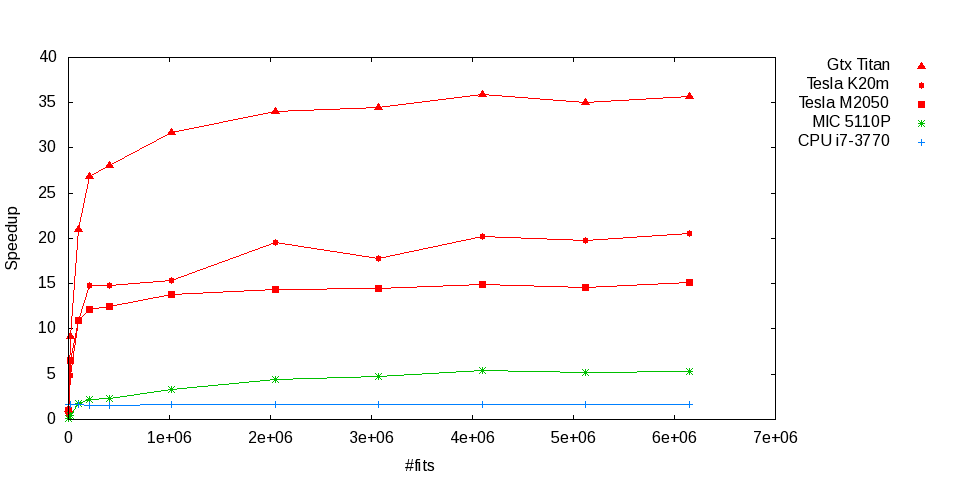 40
35
30
25
20
15
10
5
0
Speedup
0
1e+06
2e+06
3e+06
4e+06
5e+06
6e+06
7e+06
#fits
Gtx Titan
Tesla K20m
Tesla M2050
MIC 5110P
CPU i7-3770